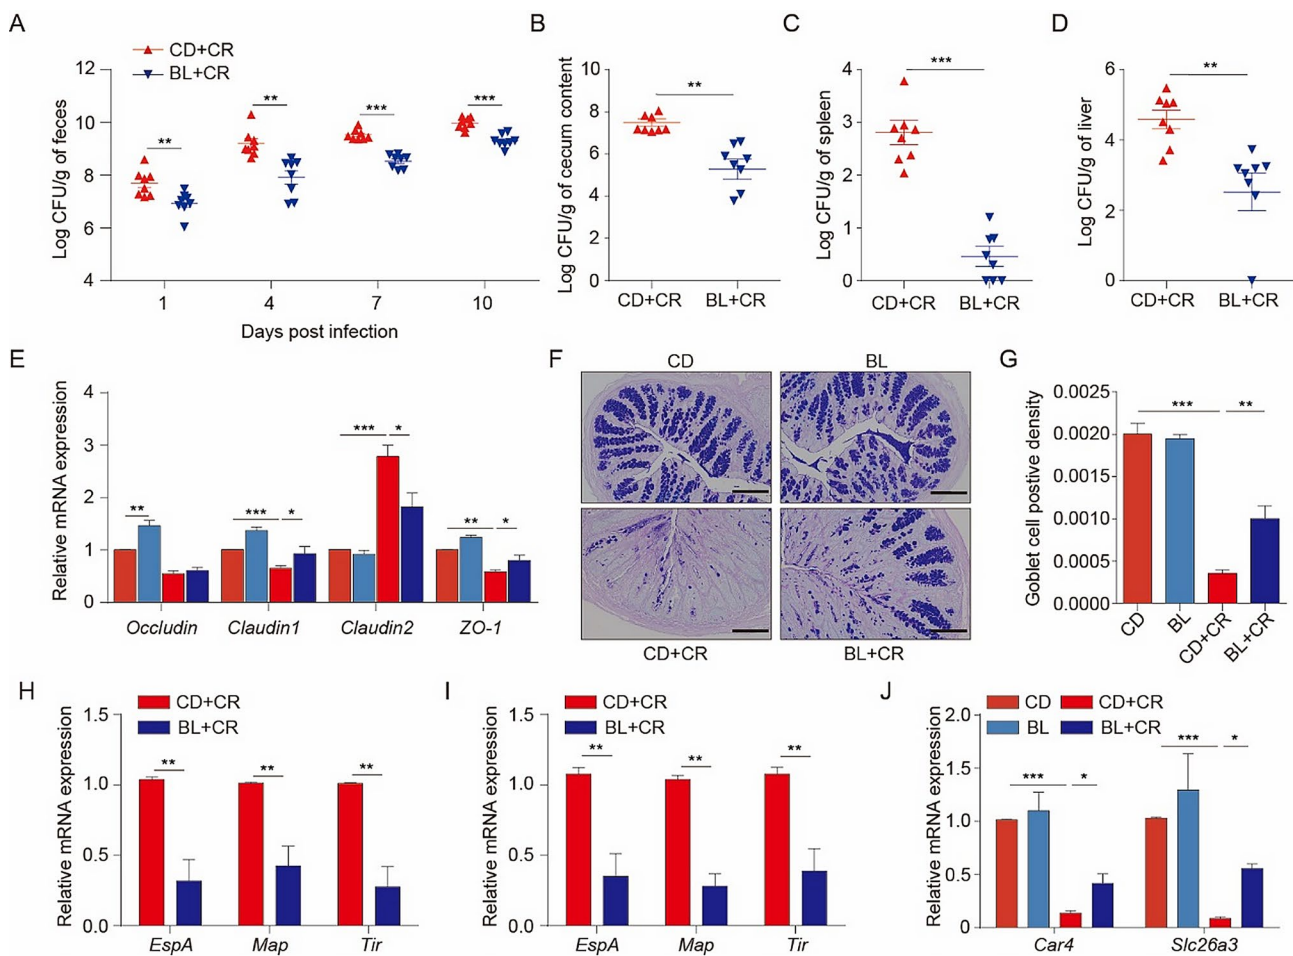 A
CD+CR
BL+CR
Log CFU/g of feces
12
10
8
6
4
** ** *** ***
1 4 7 10
Days post infection
B
Log CFU/g of cecum content
10
8
6
4
2
0
**
CD+CR BL+CR
C
Log CFU/g of spleen
4
3
2
1
0
***
CD+CR BL+CR
D
Log CFU/g of liver
6
4
2
0
**
CD+CR BL+CR
E
Relative mRNA expression
4
3
2
1
0
** *** * *** * ** *
Occludin Claudin1 Claudin2 ZO-1
F
CD BL
CD+CR BL+CR
G
Goblet cell postive density
0.0025
0.0020
0.0015
0.0010
0.0005
0.0000
*** **
CD BL CD+CR BL+CR
H
CD+CR
BL+CR
Relative mRNA expression
1.5
1.0
0.5
0.0
** ** **
EspA Map Tir
I
CD+CR
BL+CR
Relative mRNA expression
1.5
1.0
0.5
0.0
** ** **
EspA Map Tir
J
CD CD+CR
BL BL+CR
Relative mRNA expression
2.0
1.5
1.0
0.5
0
*** * *** *
Car4 Slc26a3